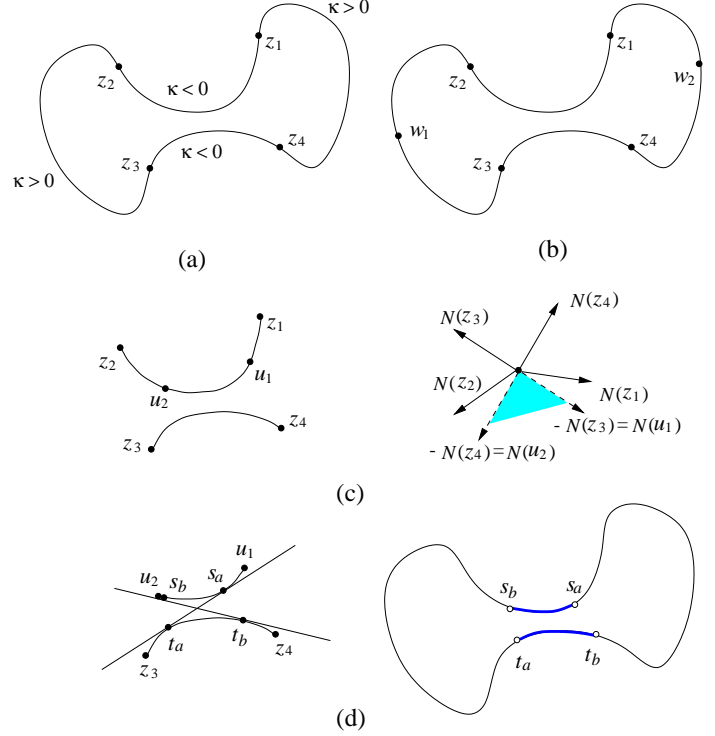 κ > 0
z1
z2
κ < 0
κ < 0
z4
z3
κ > 0
(a)
z1
z2
w2
w1
z4
z3
(b)
z1
z2
u1
u2
z4
z3
N(z4)
N(z3)
N(z2)
N(z1)
- N(z3) = N(u1)
- N(z4) = N(u2)
(c)
u1
u2
sb
sa
ta
tb
z4
z3
sb
sa
ta
tb
(d)